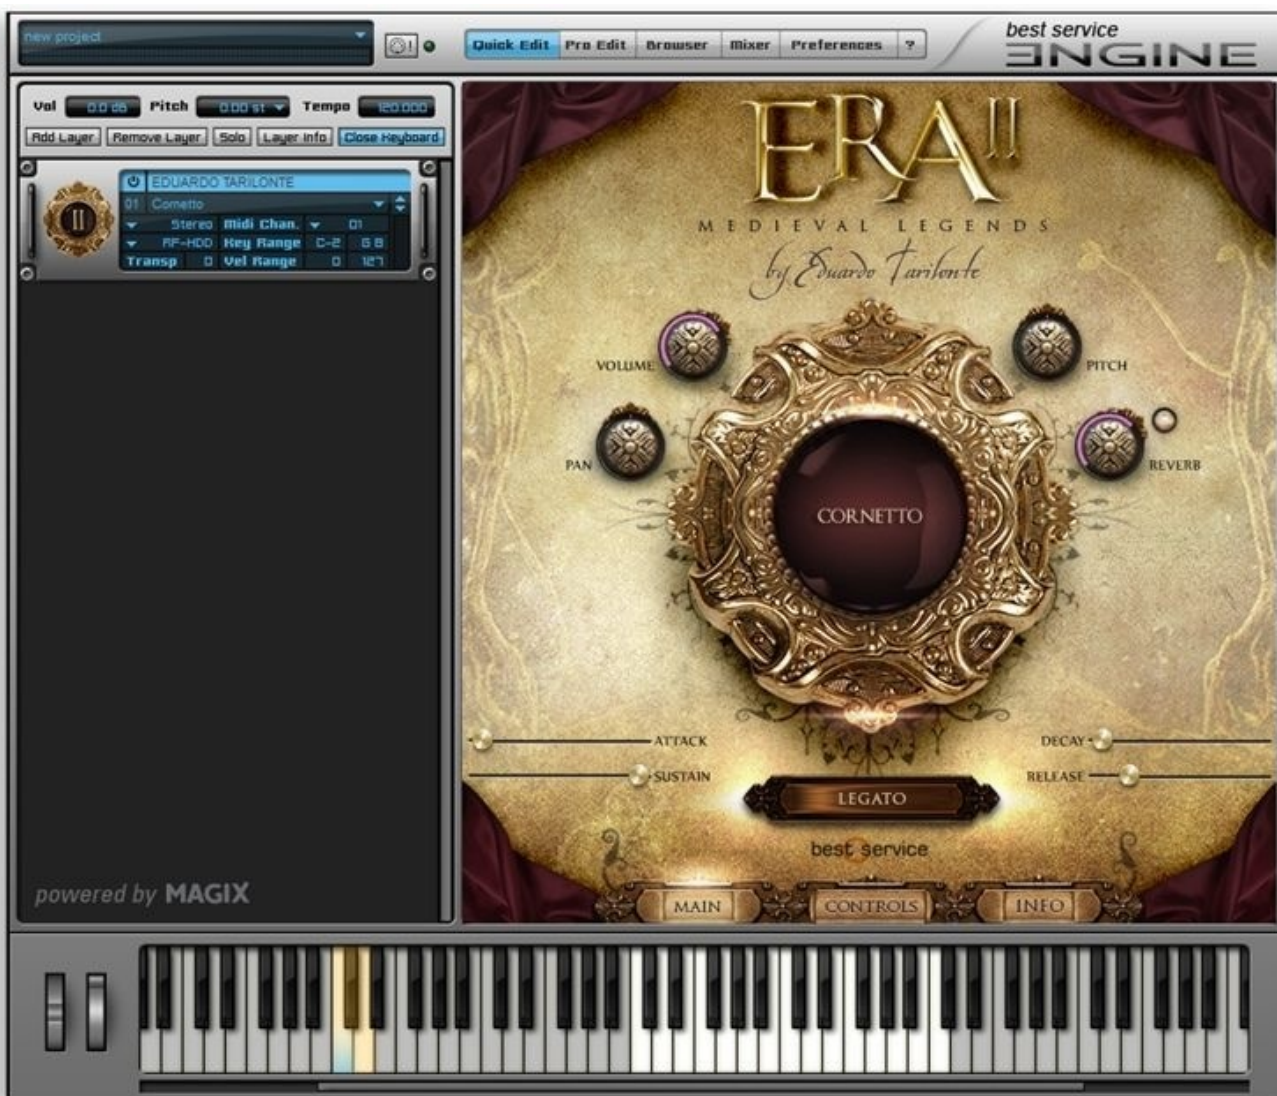 new project
Quick Edit Pro Edit Browser Mixer Preferences ?
best service
ENGINE
Vol 0.0 dB Pitch 0.00 st Tempo 120.000
Add Layer Remove Layer Solo Layer Info Close Keyboard
II
EDUARDO TARILONTE
01 Cornetto
Stereo Midi Chan. 01
RF-HDD Key Range C-2 G 8
Transp 0 Vel Range 0 127
ERA II
MEDIEVAL LEGENDS
by Eduardo Tarilonte
VOLUME
PITCH
PAN
REVERB
CORNETTO
ATTACK
DECAY
SUSTAIN
RELEASE
LEGATO
best service
MAIN CONTROLS INFO
powered by MAGIX